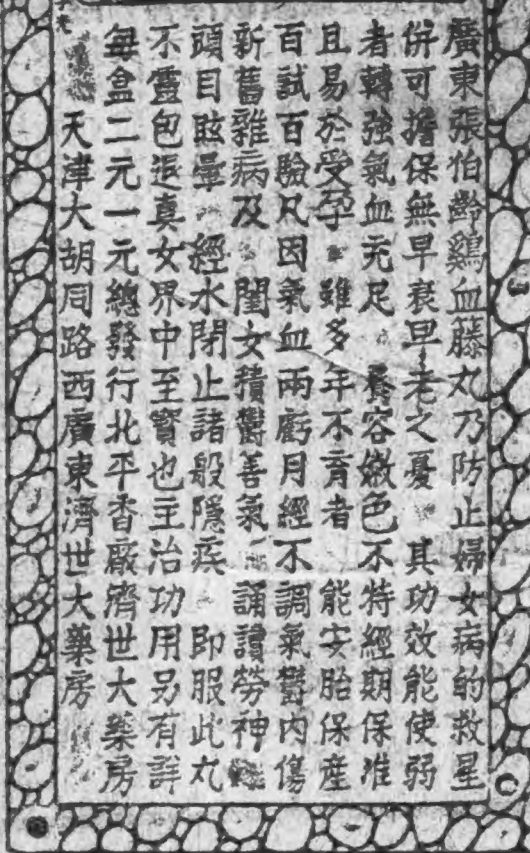 廣東張伯齡鷄血藤丸乃防止婦女病的救星
併可擔保無早衰早老之憂 其功效能使弱
者轉強氣血充足 養容嫩色不特經期保准
且易於受孕 雖多年不育者 能安胎保産
百試百驗凡因氣血兩虧月經不調氣鬱内傷
新舊雜病及 閨女積鬱善氣 誦讀勞神
頭目眩暈 經水閉止諸般隱疾 即服此丸
不靈包退真女界中至寶也主治功用另有詳
每盒二元一元總發行北平香厰濟世大藥房
天津大胡同路西廣東濟世大藥房